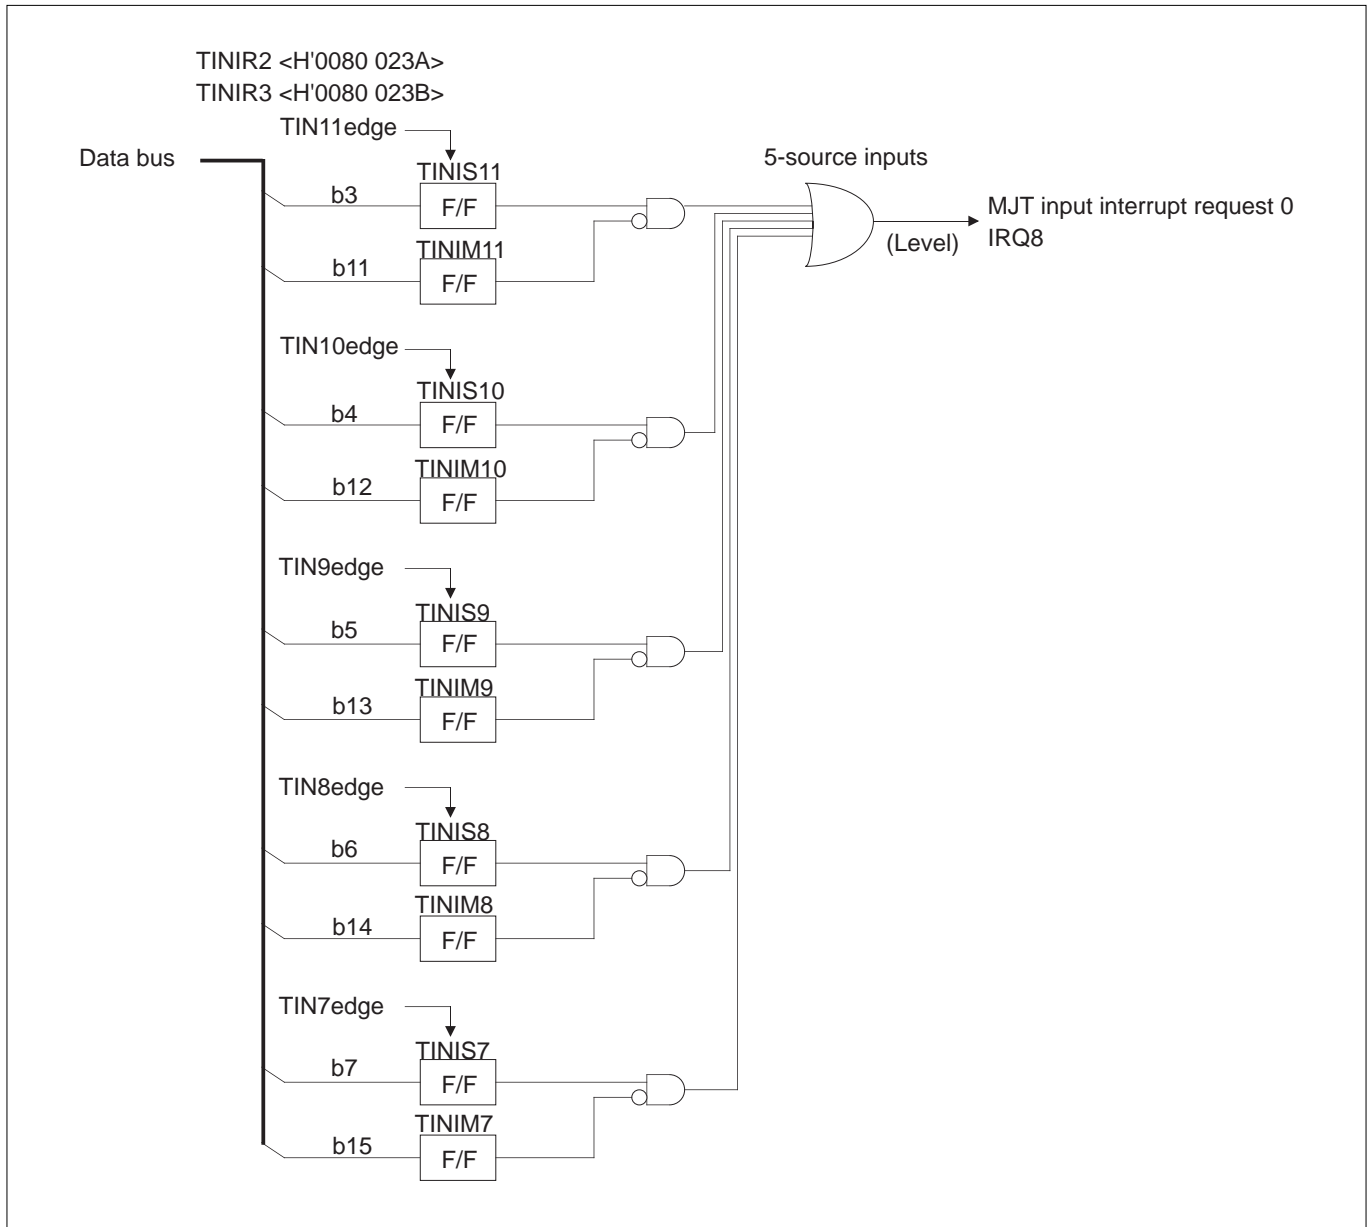 TINIR2 <H'0080 023A>
TINIR3 <H'0080 023B>
TIN11edge
Data bus
TINIS11
5-source inputs
b3
F/F
MJT input interrupt request 0
(Level)
IRQ8
TINIM11
b11
F/F
TIN10edge
TINIS10
b4
F/F
TINIM10
b12
F/F
TIN9edge
TINIS9
b5
F/F
TINIM9
b13
F/F
TIN8edge
TINIS8
b6
F/F
TINIM8
b14
F/F
TIN7edge
TINIS7
b7
F/F
TINIM7
b15
F/F